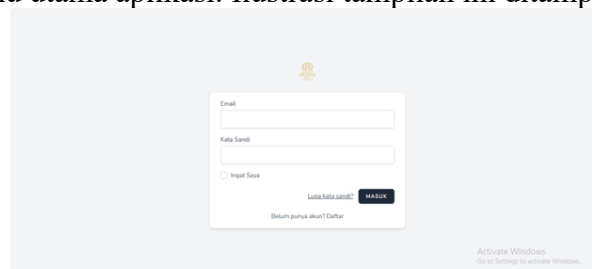 utama aplikasi. Ilustrasi tampilan ini ditamp
Email
Kata Sandi
Ingat Saya
Lupa kata sandi? MASUK
Belum punya akun? Daftar
Activate Windows
Go to Settings to activate Windows.